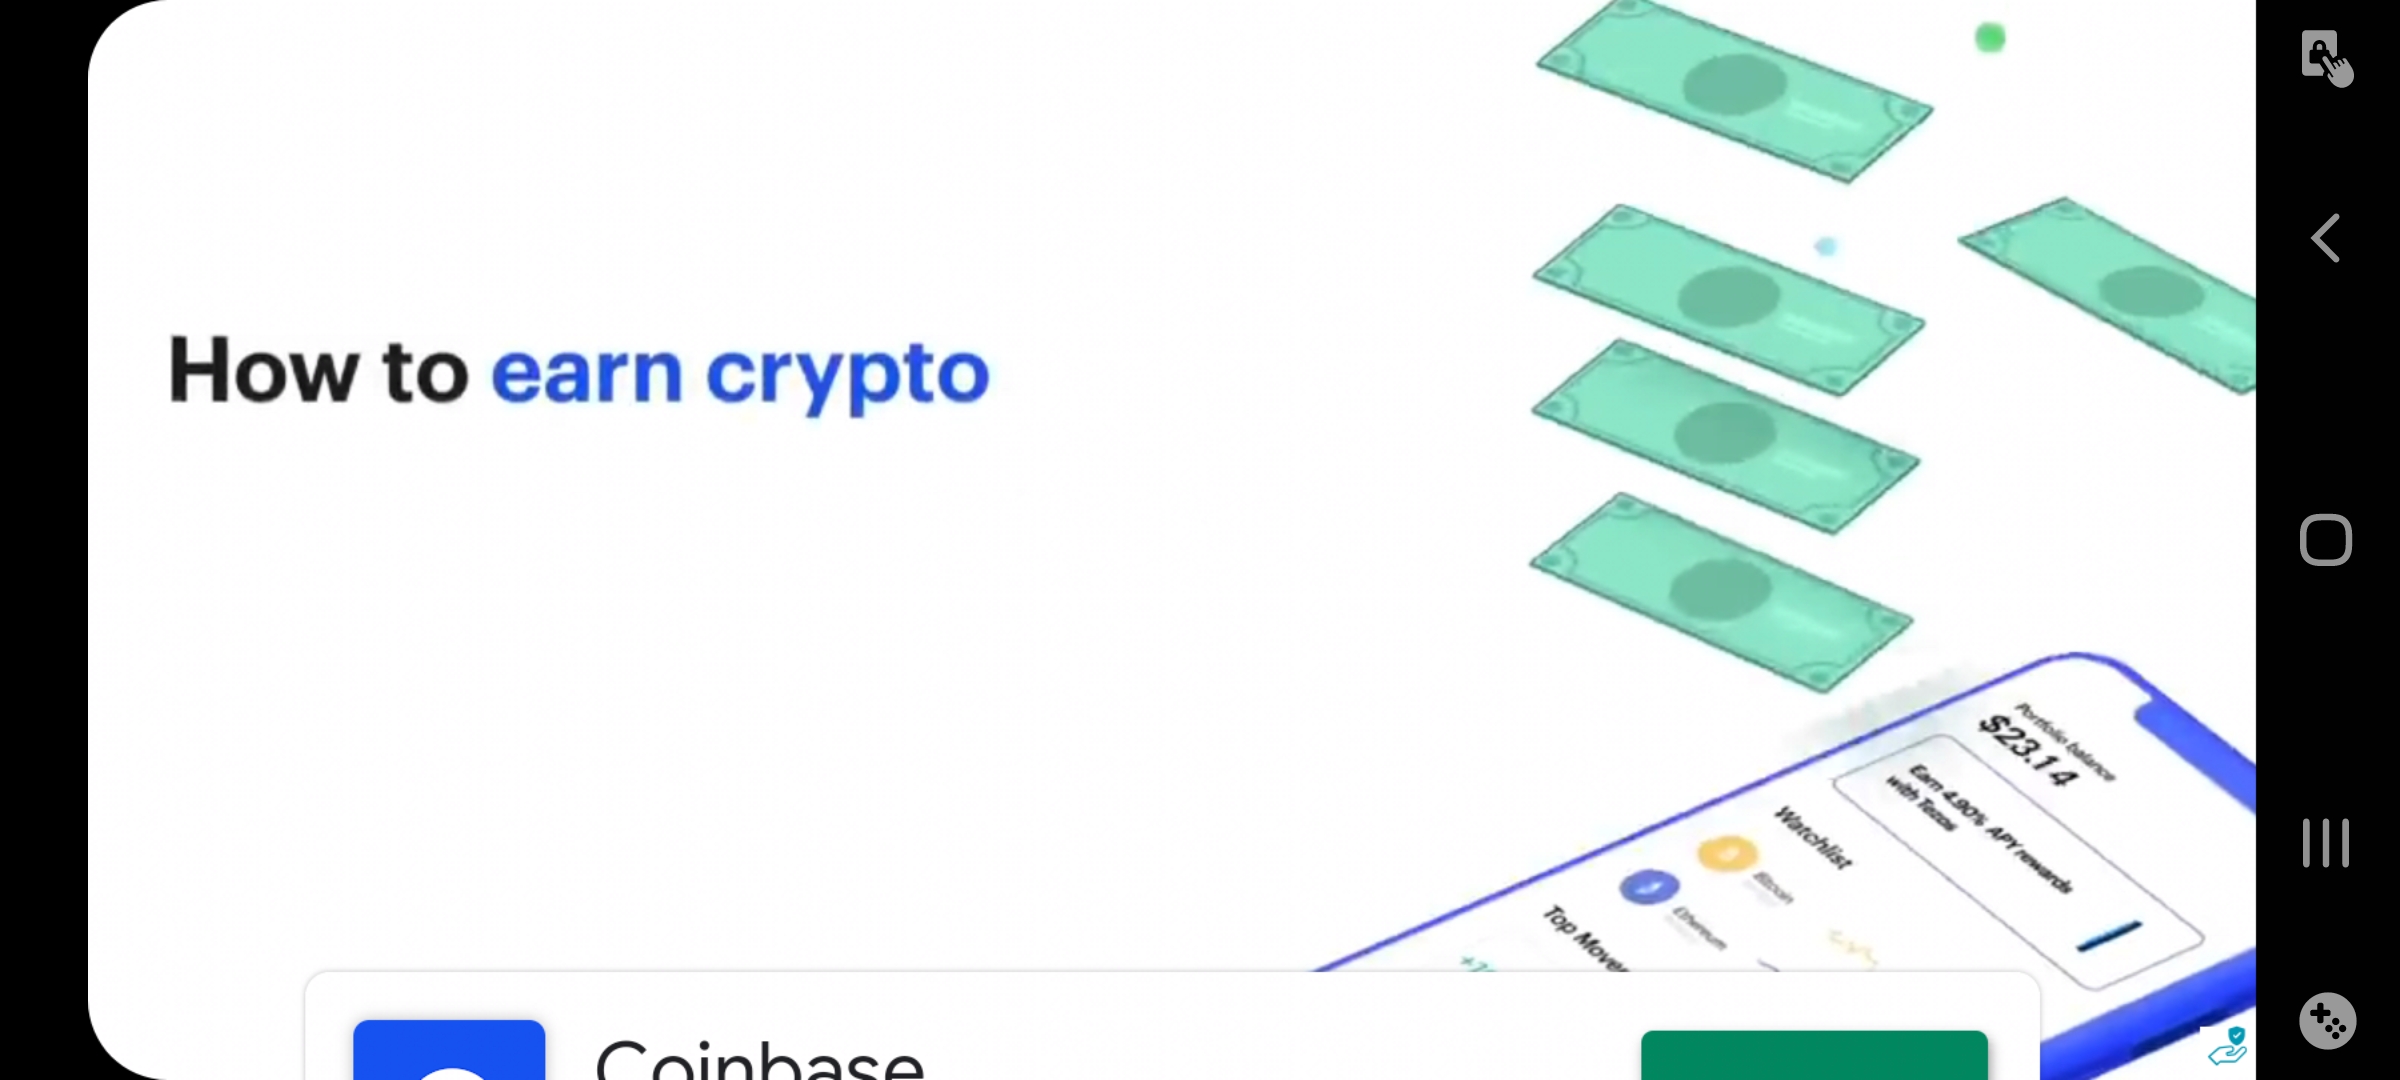 How to earn crypto
Portfolio balance
$23.14
Earn 4.90% APY rewards
with Tezos
Watchlist
Bitcoin
Ethereum
Top Mover
Coinbase